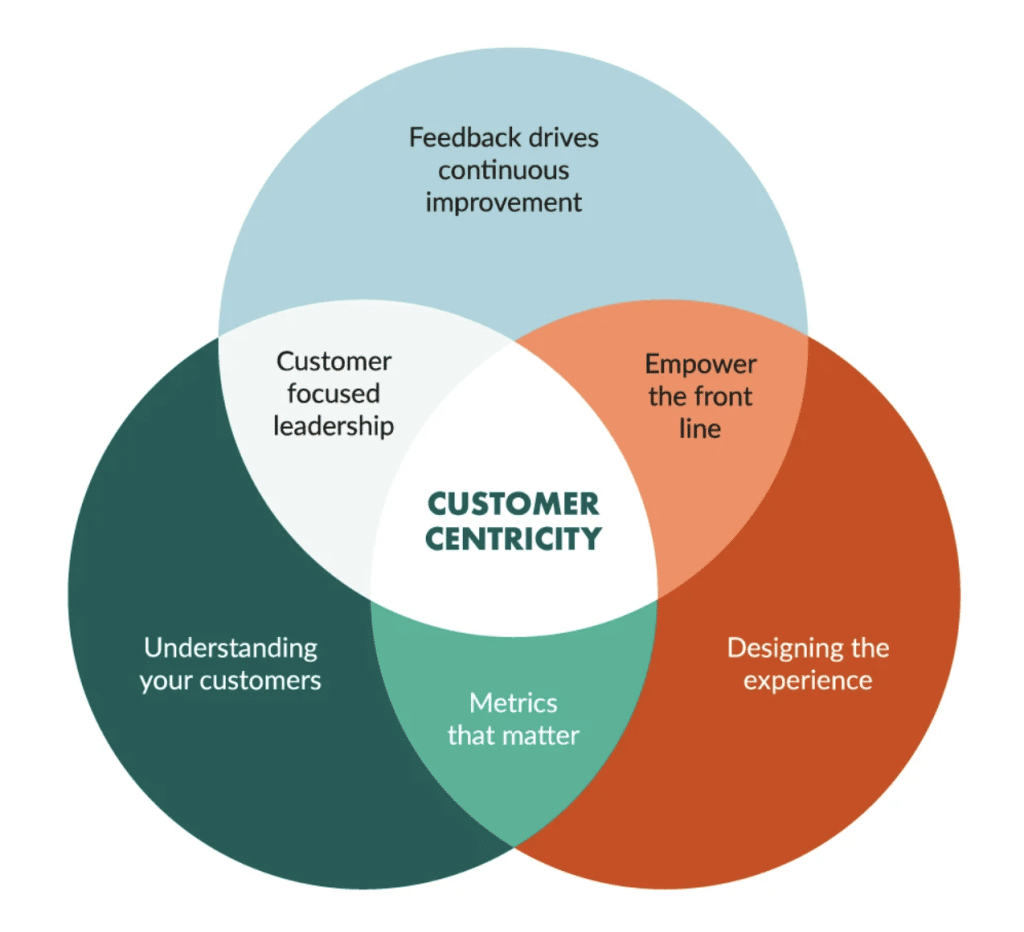 Feedback drives
continuous
improvement
Customer
focused
leadership
Empower
the front
line
CUSTOMER
CENTRICITY
Understanding
your customers
Designing the
experience
Metrics
that matter